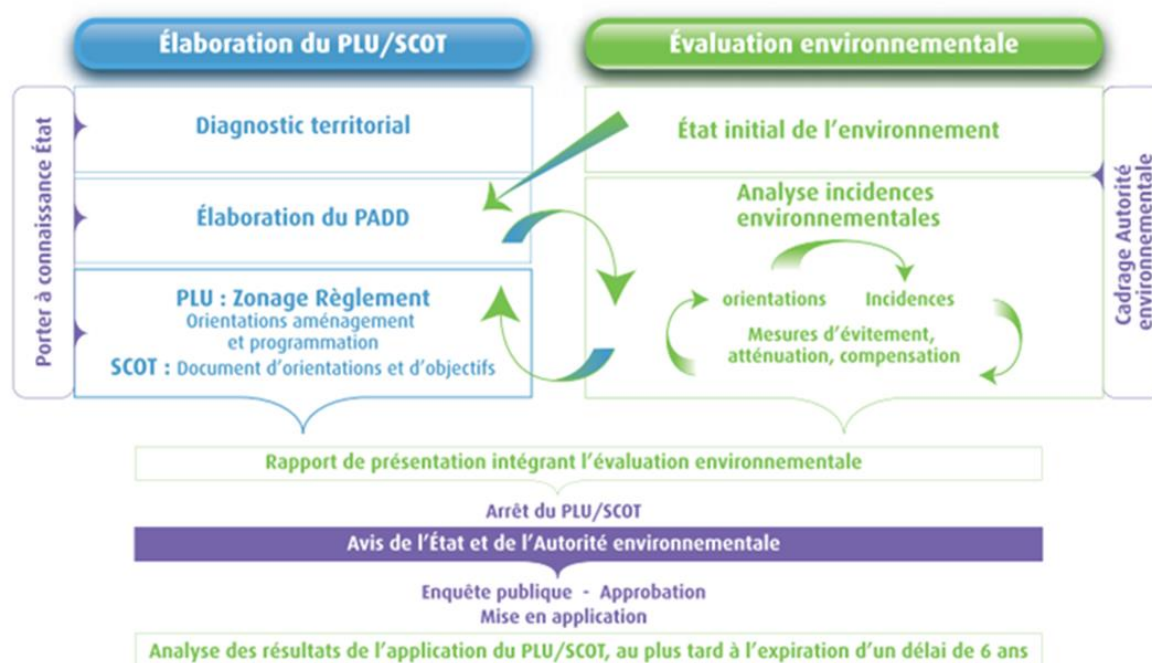 Élaboration du PLU/SCOT
Évaluation environnementale
Porter à connaissance État
Diagnostic territorial
État initial de l'environnement
Élaboration du PADD
Analyse incidences
environnementales
PLU : Zonage Règlement
Orientations aménagement
et programmation
SCOT : Document d'orientations et d'objectifs
orientations
Incidences
Mesures d'évitement,
atténuation, compensation
Cadrage Autorité
environnementale
Rapport de présentation intégrant l'évaluation environnementale
Arrêt du PLU/SCOT
Avis de l'État et de l'Autorité environnementale
Enquête publique - Approbation
Mise en application
Analyse des résultats de l'application du PLU/SCOT, au plus tard à l'expiration d'un délai de 6 ans